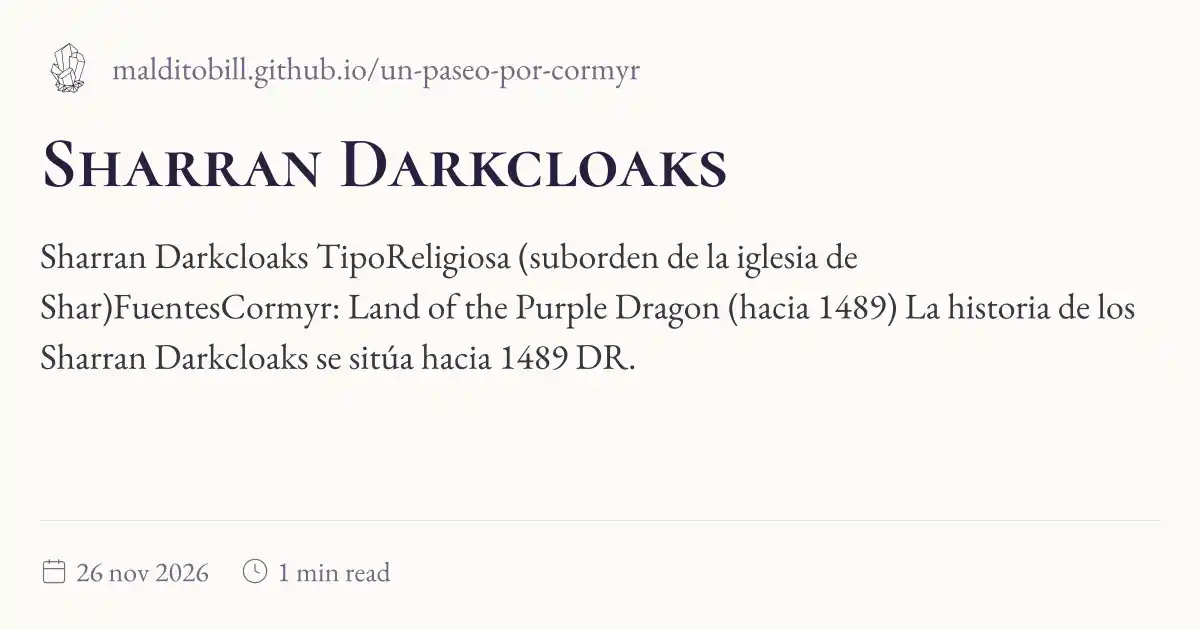 malditobill.github.io/un-paseo-por-cormyr
Sharran Darkcloaks
Sharran Darkcloaks TipoReligiosa (suborden de la iglesia de
Shar)FuentesCormyr: Land of the Purple Dragon (hacia 1489) La historia de los
Sharran Darkcloaks se sitúa hacia 1489 DR.
26 nov 2026
1 min read